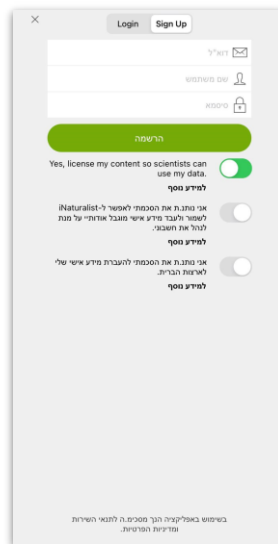 Login
Sign Up
דוא"ל
שם משתמש
סיסמא
הרשמה
Yes, license my content so scientists can
use my data.
למידע נוסף
אני נותנ.ת את הסכמתי לאפשר ל-iNaturalist
לשמור ולעבד מידע אישי מוגבל אודותיי על מנת
לנהל את חשבוני.
למידע נוסף
אני נותנ.ת את הסכמתי להעברת מידע אישי שלי
לארצות הברית.
למידע נוסף
בשימוש באפליקציה הנך מסכימ.ה לתנאי השירות
ומדיניות הפרטיות.